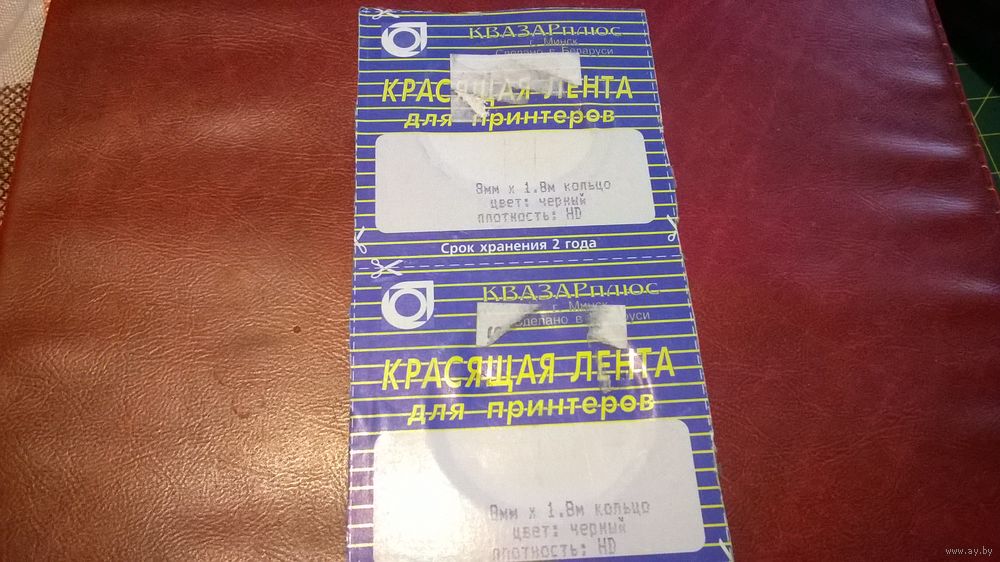 КВАЗАРплюс
г. Минск
Сделано в Беларуси
КРАСЯЩАЯ ЛЕНТА
для принтеров
8мм х 1.8м кольцо
цвет: черный
плотность: HD
Срок хранения 2 года
КВАЗАРплюс
г. Минск
Сделано в
КРАСЯЩАЯ ЛЕНТА
для принтеров
8мм х 1.8м кольцо
цвет: черный
плотность: HD
www.ay.by